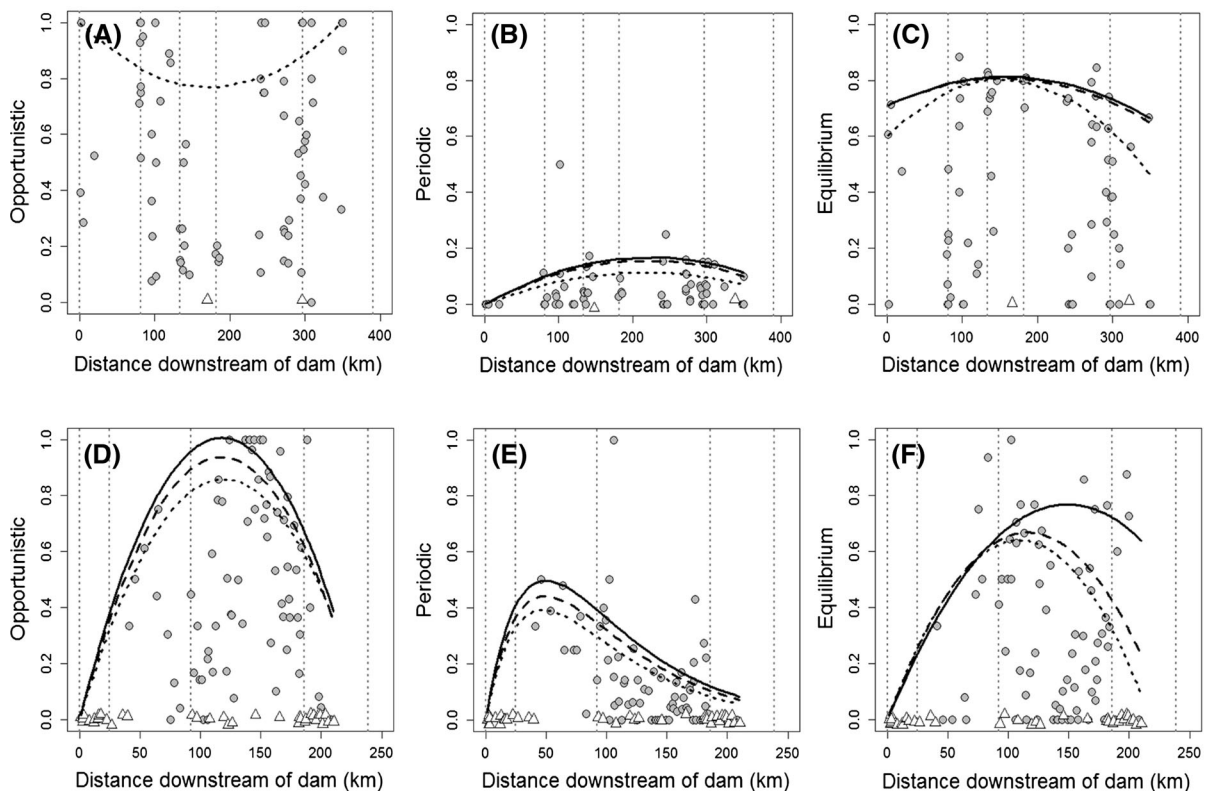 (A)
Opportunistic
0.0 0.2 0.4 0.6 0.8 1.0
0 100 200 300 400
Distance downstream of dam (km)
(B)
Periodic
0.0 0.2 0.4 0.6 0.8 1.0
0 100 200 300 400
Distance downstream of dam (km)
(C)
Equilibrium
0.0 0.2 0.4 0.6 0.8 1.0
0 100 200 300 400
Distance downstream of dam (km)
(D)
Opportunistic
0.0 0.2 0.4 0.6 0.8 1.0
0 50 100 150 200 250
Distance downstream of dam (km)
(E)
Periodic
0.0 0.2 0.4 0.6 0.8 1.0
0 50 100 150 200 250
Distance downstream of dam (km)
(F)
Equilibrium
0.0 0.2 0.4 0.6 0.8 1.0
0 50 100 150 200 250
Distance downstream of dam (km)